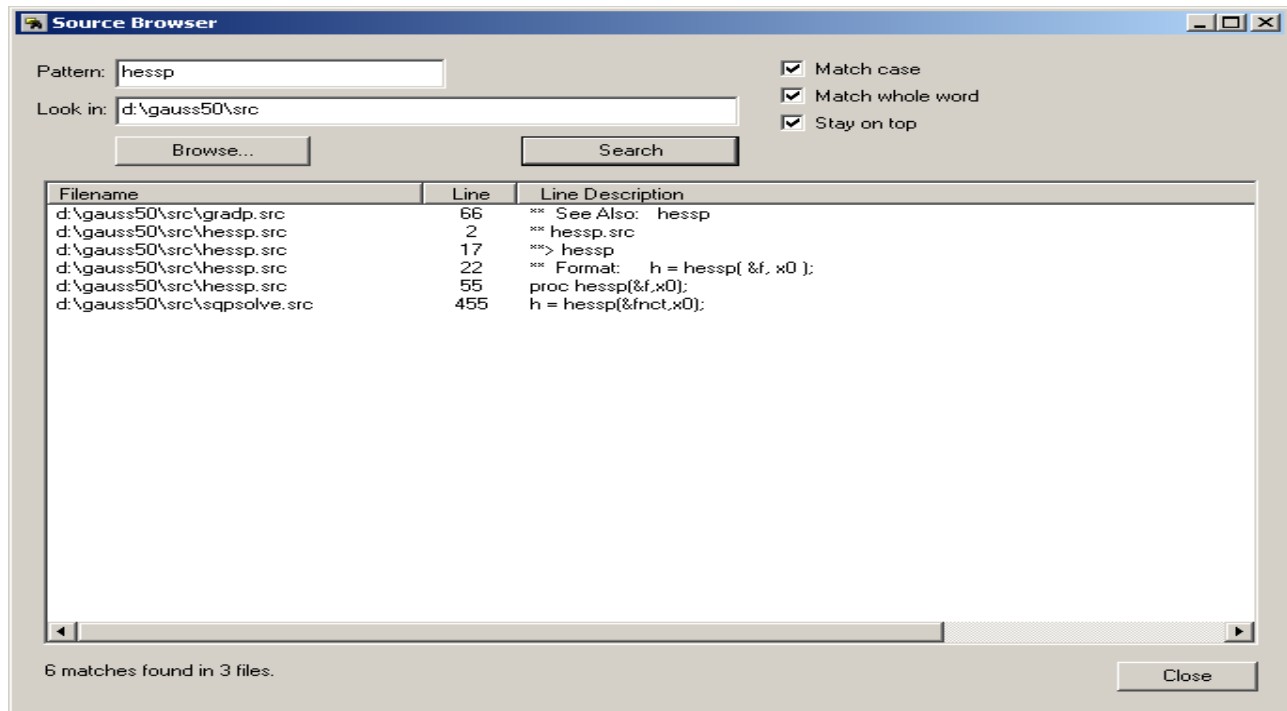 Source Browser
Pattern: hessp
Look in: d:\gauss50\src
Browse...
Search
Match case
Match whole word
Stay on top
Filename Line Line Description
d:\gauss50\src\gradp.src 66 ** See Also: hessp
d:\gauss50\src\hessp.src 2 ** hessp.src
d:\gauss50\src\hessp.src 17 **> hessp
d:\gauss50\src\hessp.src 22 ** Format: h = hessp( &f, x0 );
d:\gauss50\src\hessp.src 55 proc hessp(&f,x0);
d:\gauss50\src\sqpsolve.src 455 h = hessp(&fnct,x0);
6 matches found in 3 files.
Close